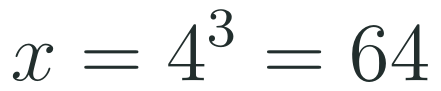 x = 4³ = 64